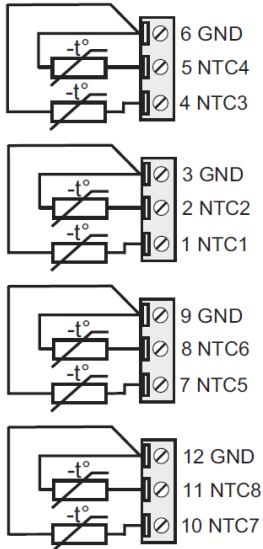 6 GND
-t°
5 NTC4
-t°
4 NTC3
3 GND
-t°
2 NTC2
-t°
1 NTC1
9 GND
-t°
8 NTC6
-t°
7 NTC5
12 GND
-t°
11 NTC8
-t°
10 NTC7